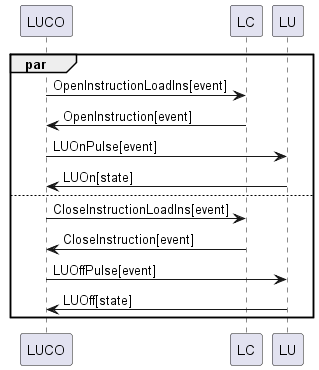 LUCO LC LU
par
OpenInstructionLoadIns[event]
OpenInstruction[event]
LUOnPulse[event]
LUOn[state]
CloseInstructionLoadIns[event]
CloseInstruction[event]
LUOffPulse[event]
LUOff[state]
LUCO LC LU